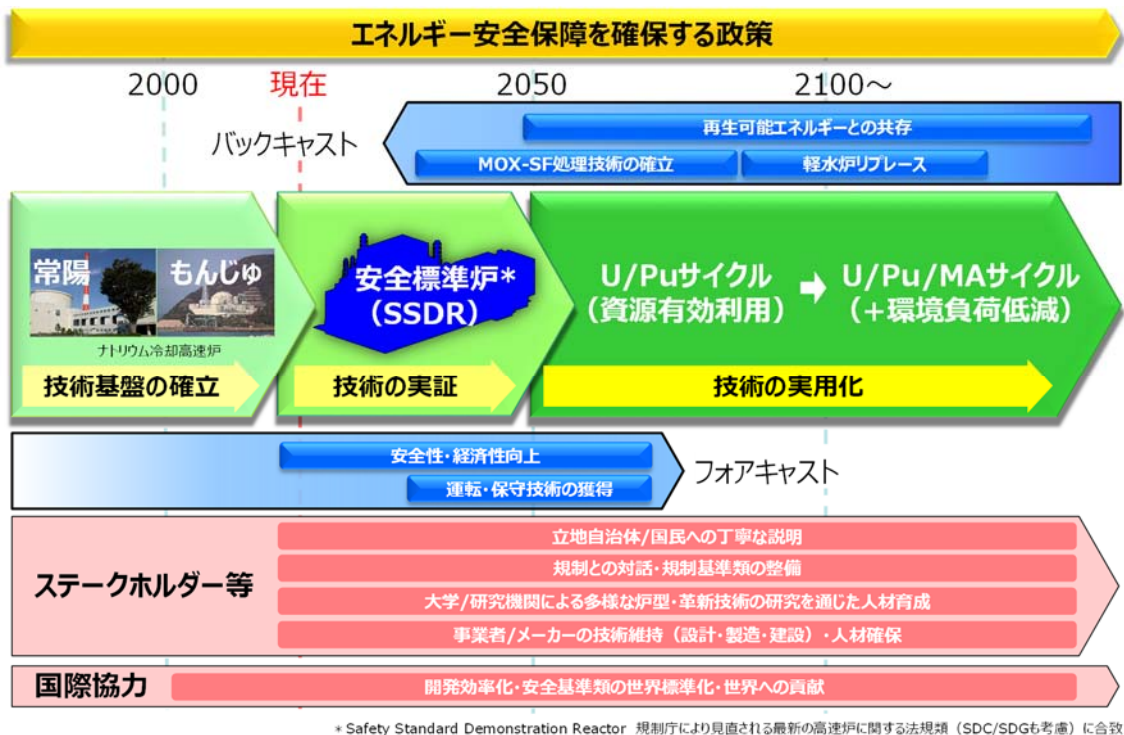 エネルギー安全保障を確保する政策
2000
現在
2050
2100～
バックキャスト
再生可能エネルギーとの共存
MOX-SF処理技術の確立
軽水炉リプレース
常陽
もんじゅ
ナトリウム冷却高速炉
技術基盤の確立
安全標準炉*
（SSDR）
技術の実証
U/Puサイクル
（資源有効利用）
U/Pu/MAサイクル
（＋環境負荷低減）
技術の実用化
安全性・経済性向上
運転・保守技術の獲得
フォアキャスト
ステークホルダー等
立地自治体/国民への丁寧な説明
規制との対話・規制基準類の整備
大学/研究機関による多様な炉型・革新技術の研究を通じた人材育成
事業者/メーカーの技術維持（設計・製造・建設）・人材確保
国際協力
開発効率化・安全基準類の世界標準化・世界への貢献
* Safety Standard Demonstration Reactor 規制庁により見直される最新の高速炉に関する法規類（SDC/SDGも考慮）に合致